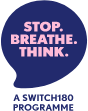 STOP.
BREATHE.
THINK.
A SWITCH180
PROGRAMME